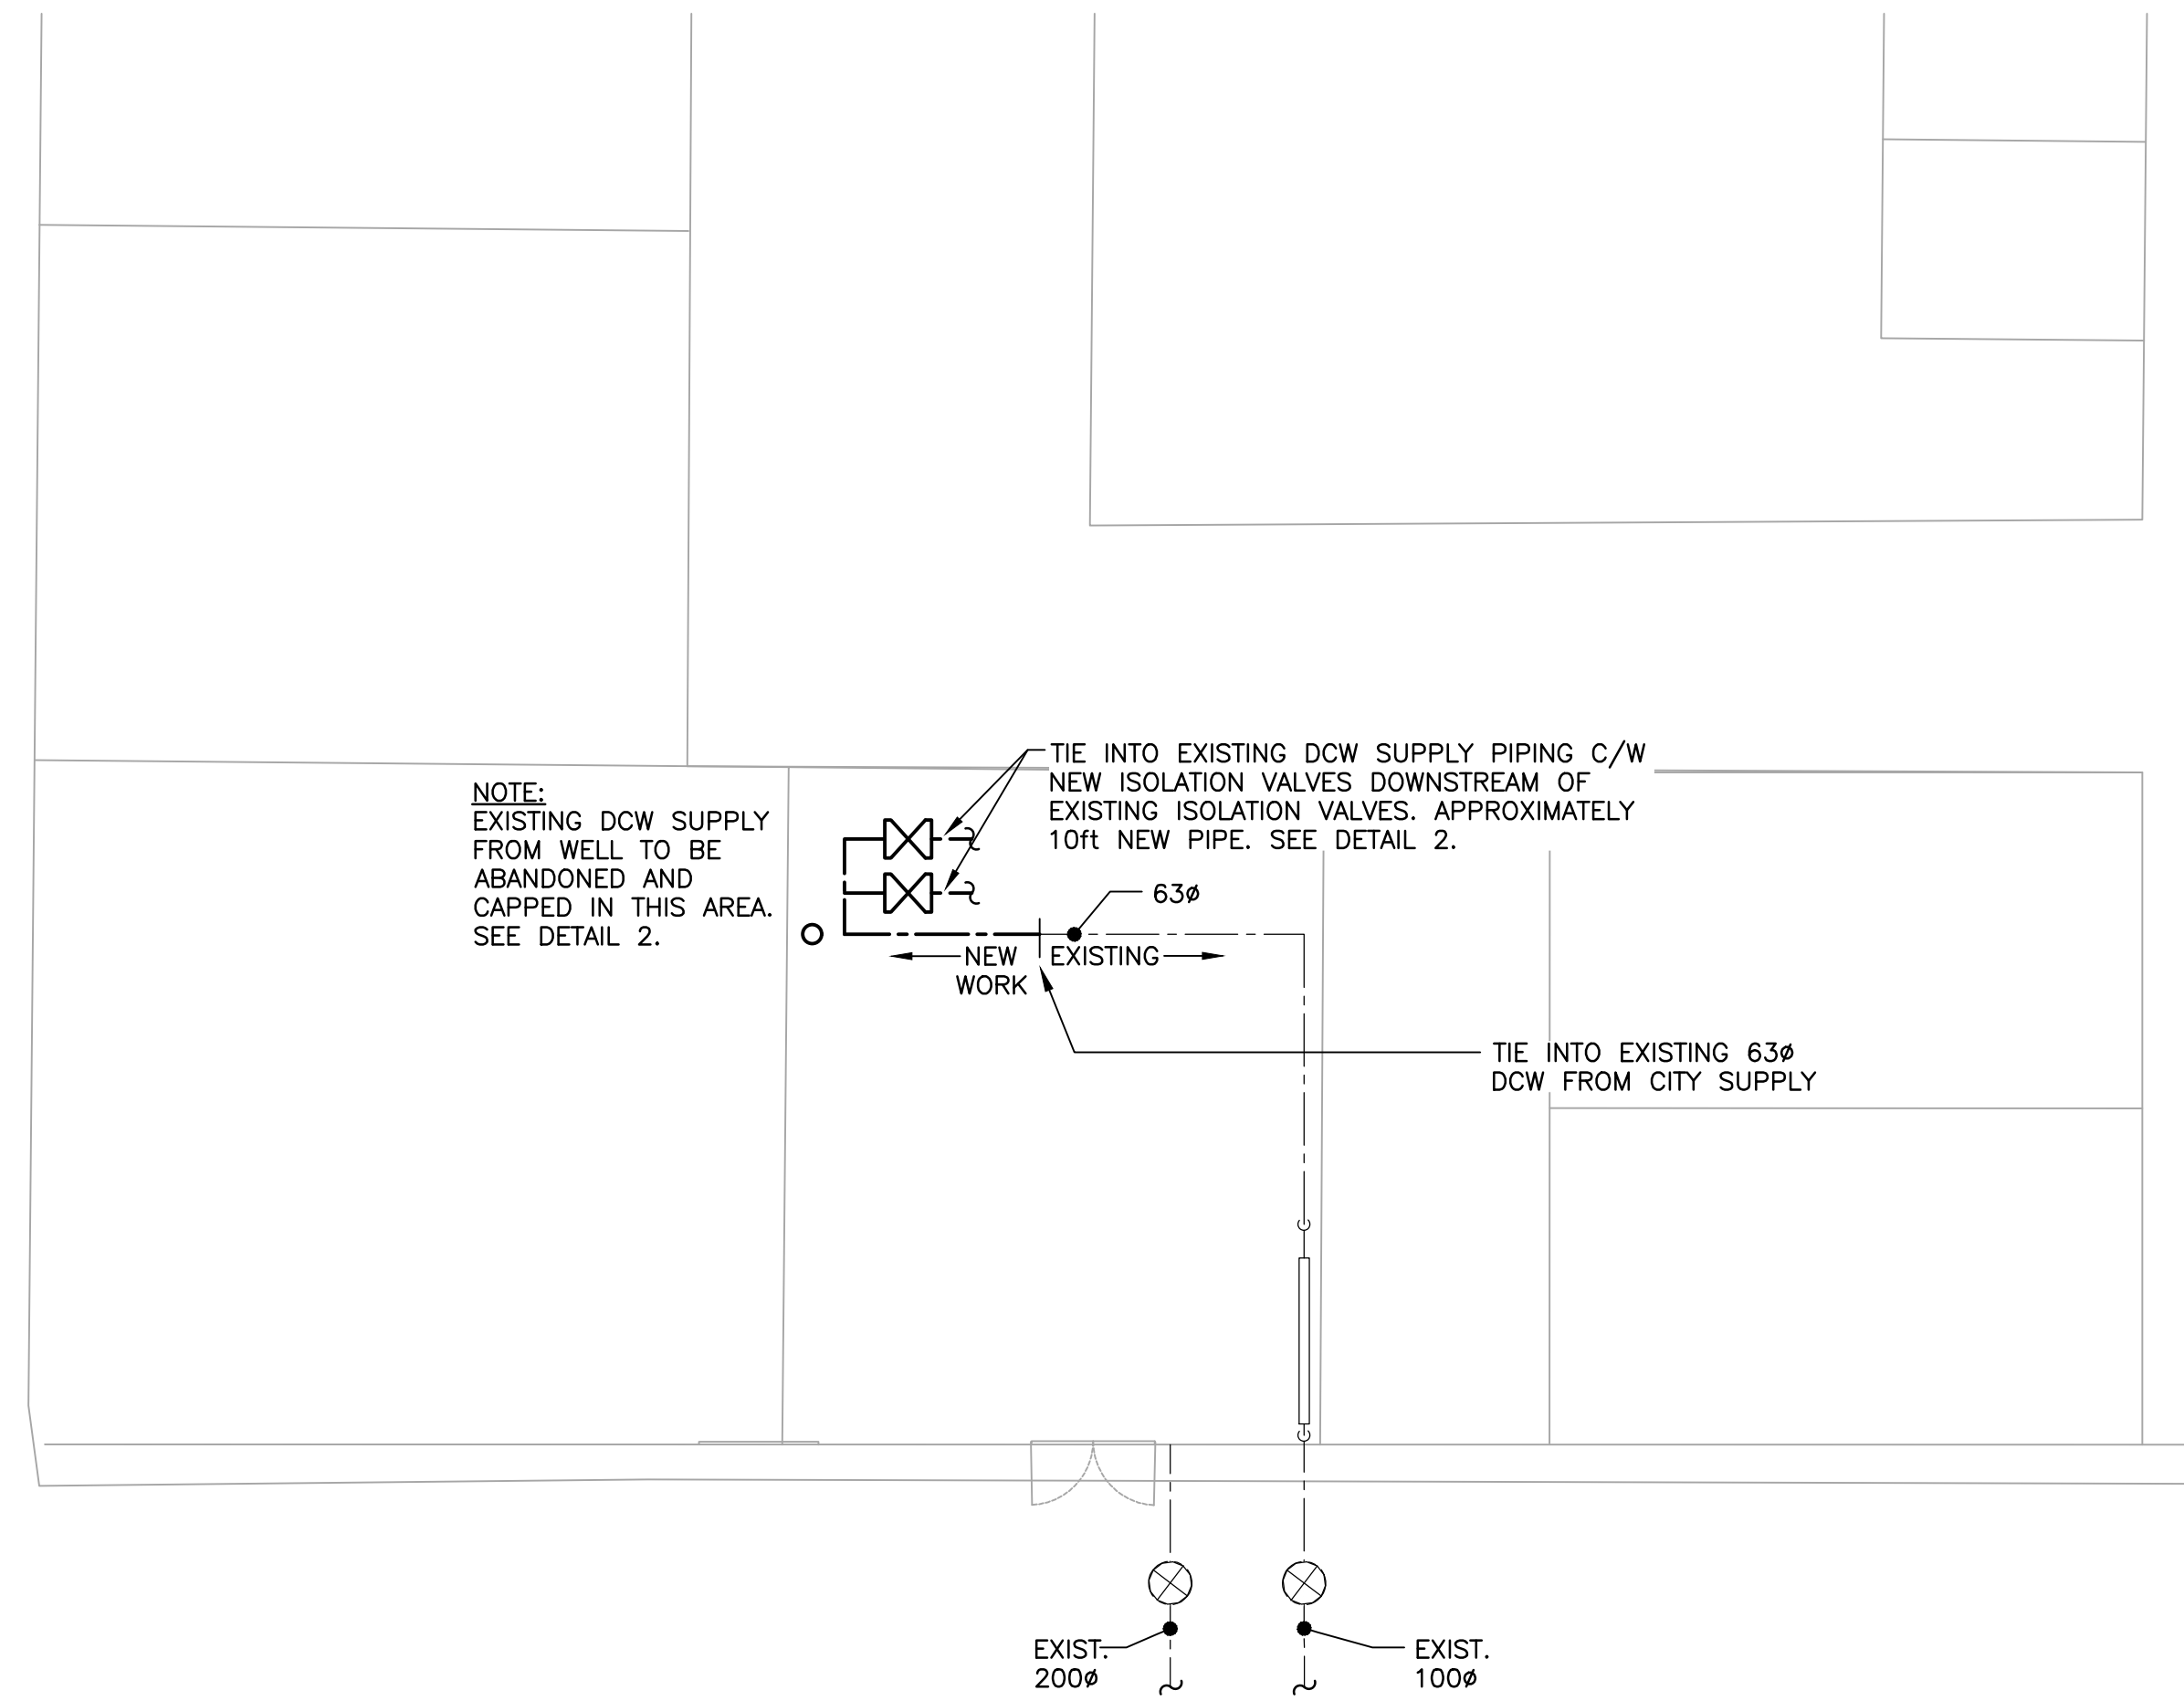 TIE INTO EXISTING DCW SUPPLY PIPING C/W
NEW ISOLATION VALVES DOWNSTREAM OF
EXISTING ISOLATION VALVES. APPROXIMATELY
10ft NEW PIPE. SEE DETAIL 2.
NOTE:
EXISTING DCW SUPPLY
FROM WELL TO BE
ABANDONED AND
CAPPED IN THIS AREA.
SEE DETAIL 2.
63ø
NEW
WORK
EXISTING
TIE INTO EXISTING 63ø
DCW FROM CITY SUPPLY
EXIST.
200ø
EXIST.
100ø